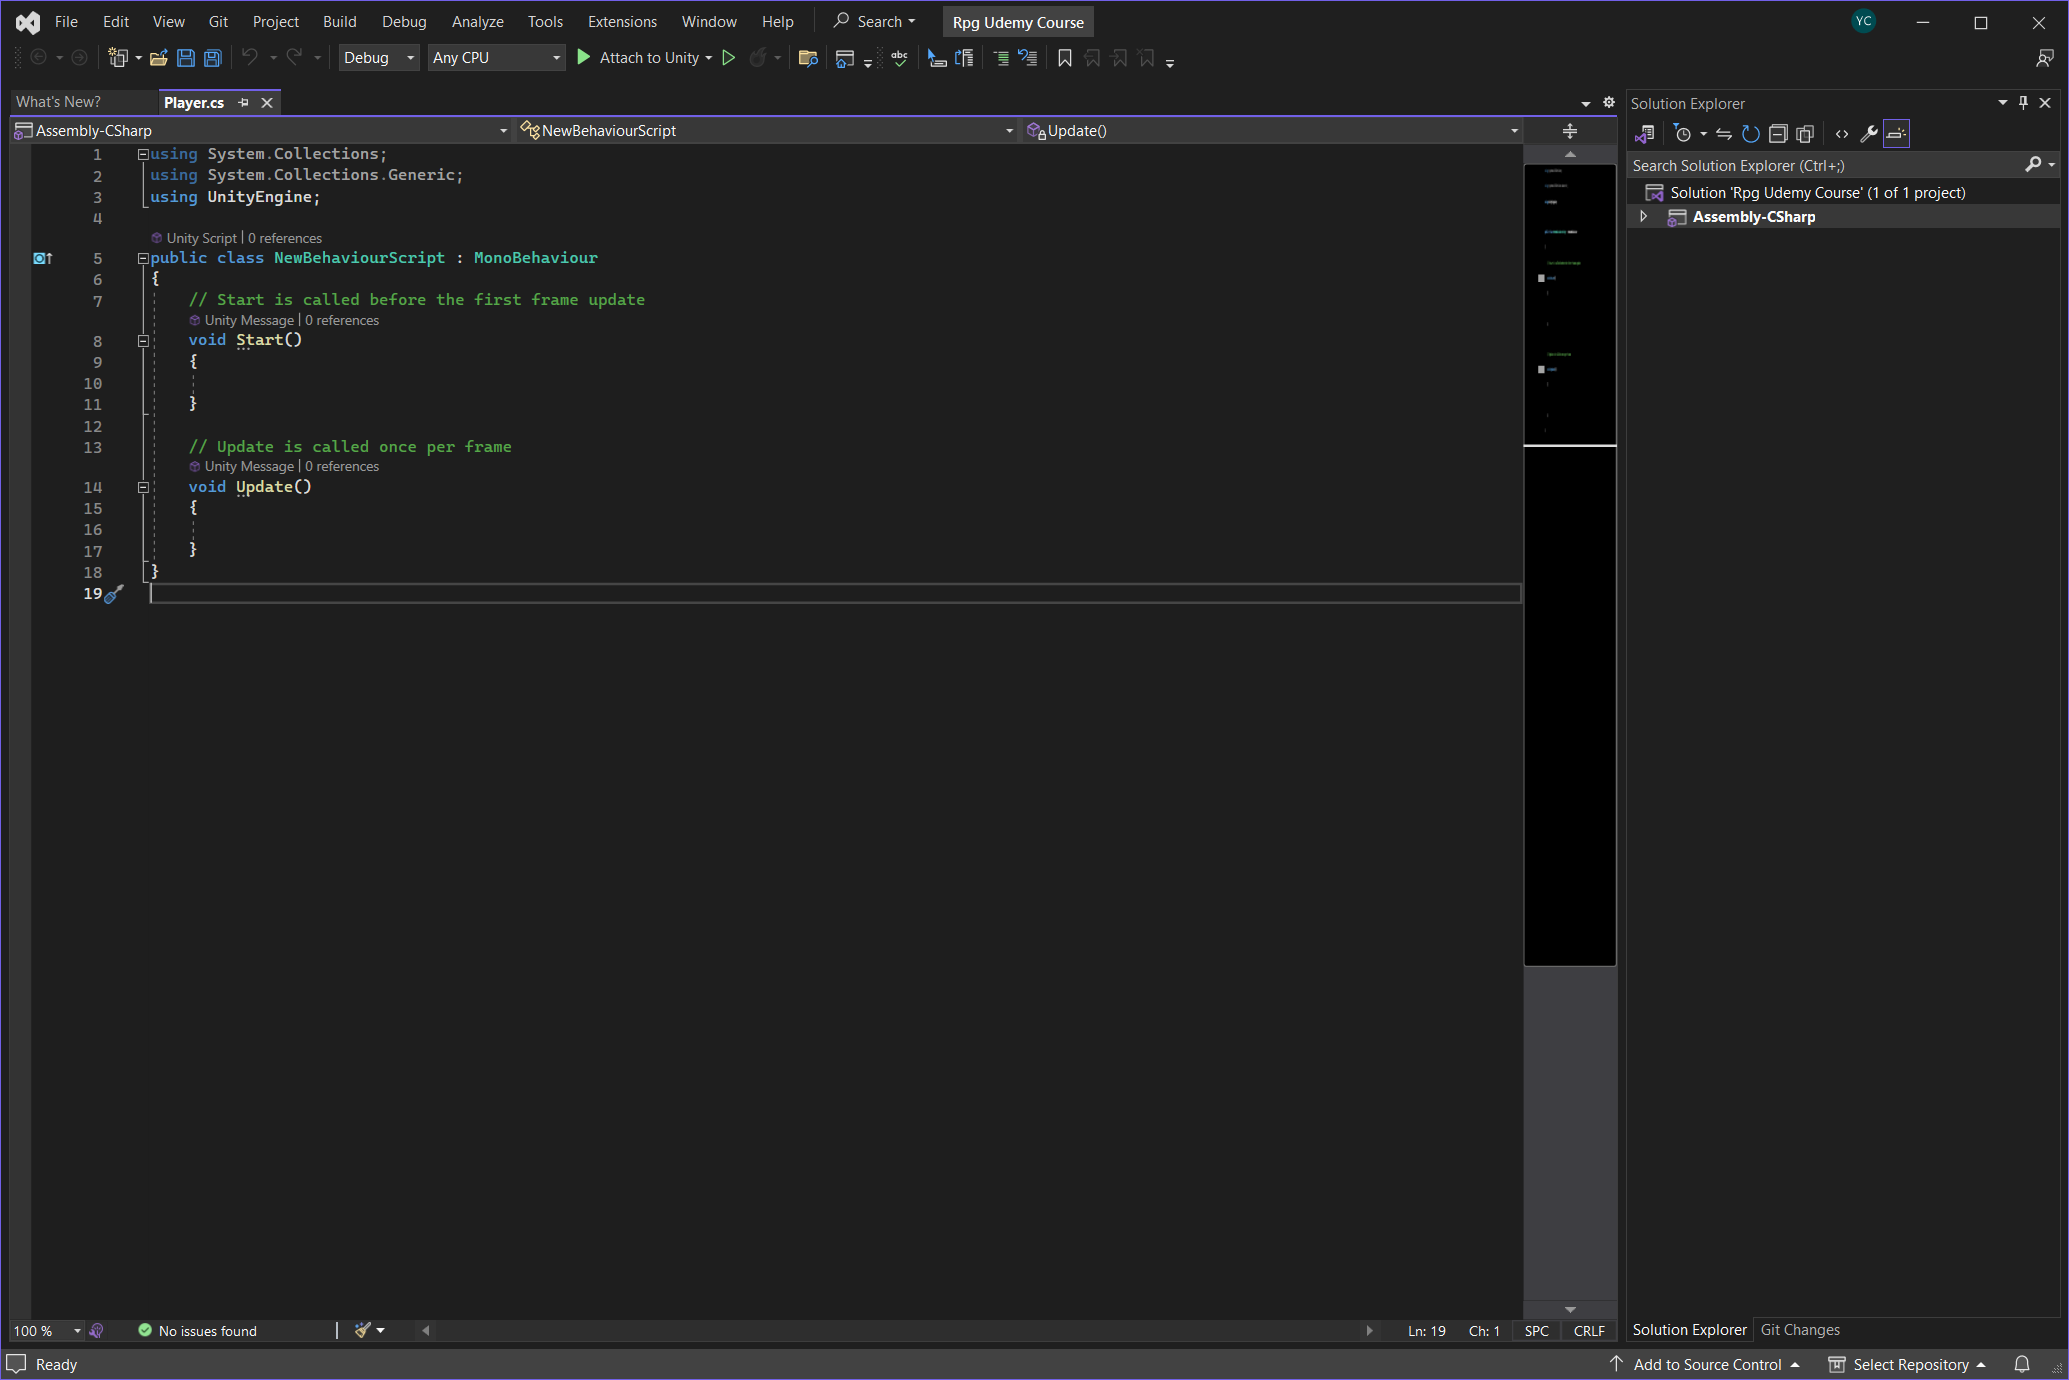 File Edit View Git Project Build Debug Analyze Tools Extensions Window Help Search Rpg Udemy Course YC
Debug Any CPU Attach to Unity abc
What's New? Player.cs
Assembly-CSharp NewBehaviourScript Update()
1 using System.Collections;
2 using System.Collections.Generic;
3 using UnityEngine;
4
Unity Script | 0 references
5 public class NewBehaviourScript : MonoBehaviour
6 {
7 // Start is called before the first frame update
Unity Message | 0 references
8 void Start()
9 {
10
11 }
12
13 // Update is called once per frame
Unity Message | 0 references
14 void Update()
15 {
16
17 }
18 }
19
100 % No issues found Ln: 19 Ch: 1 SPC CRLF
Solution Explorer
Search Solution Explorer (Ctrl+;)
Solution 'Rpg Udemy Course' (1 of 1 project)
Assembly-CSharp
Solution Explorer Git Changes
Ready Add to Source Control Select Repository